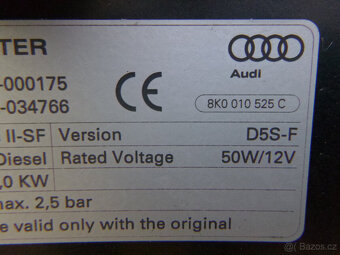 TER
Audi
-000175
-034766
CE
8K0 010 525 C
II-SF Version D5S-F
Diesel Rated Voltage 50W/12V
,0 KW
max. 2,5 bar
e valid only with the original
bazoš.cz